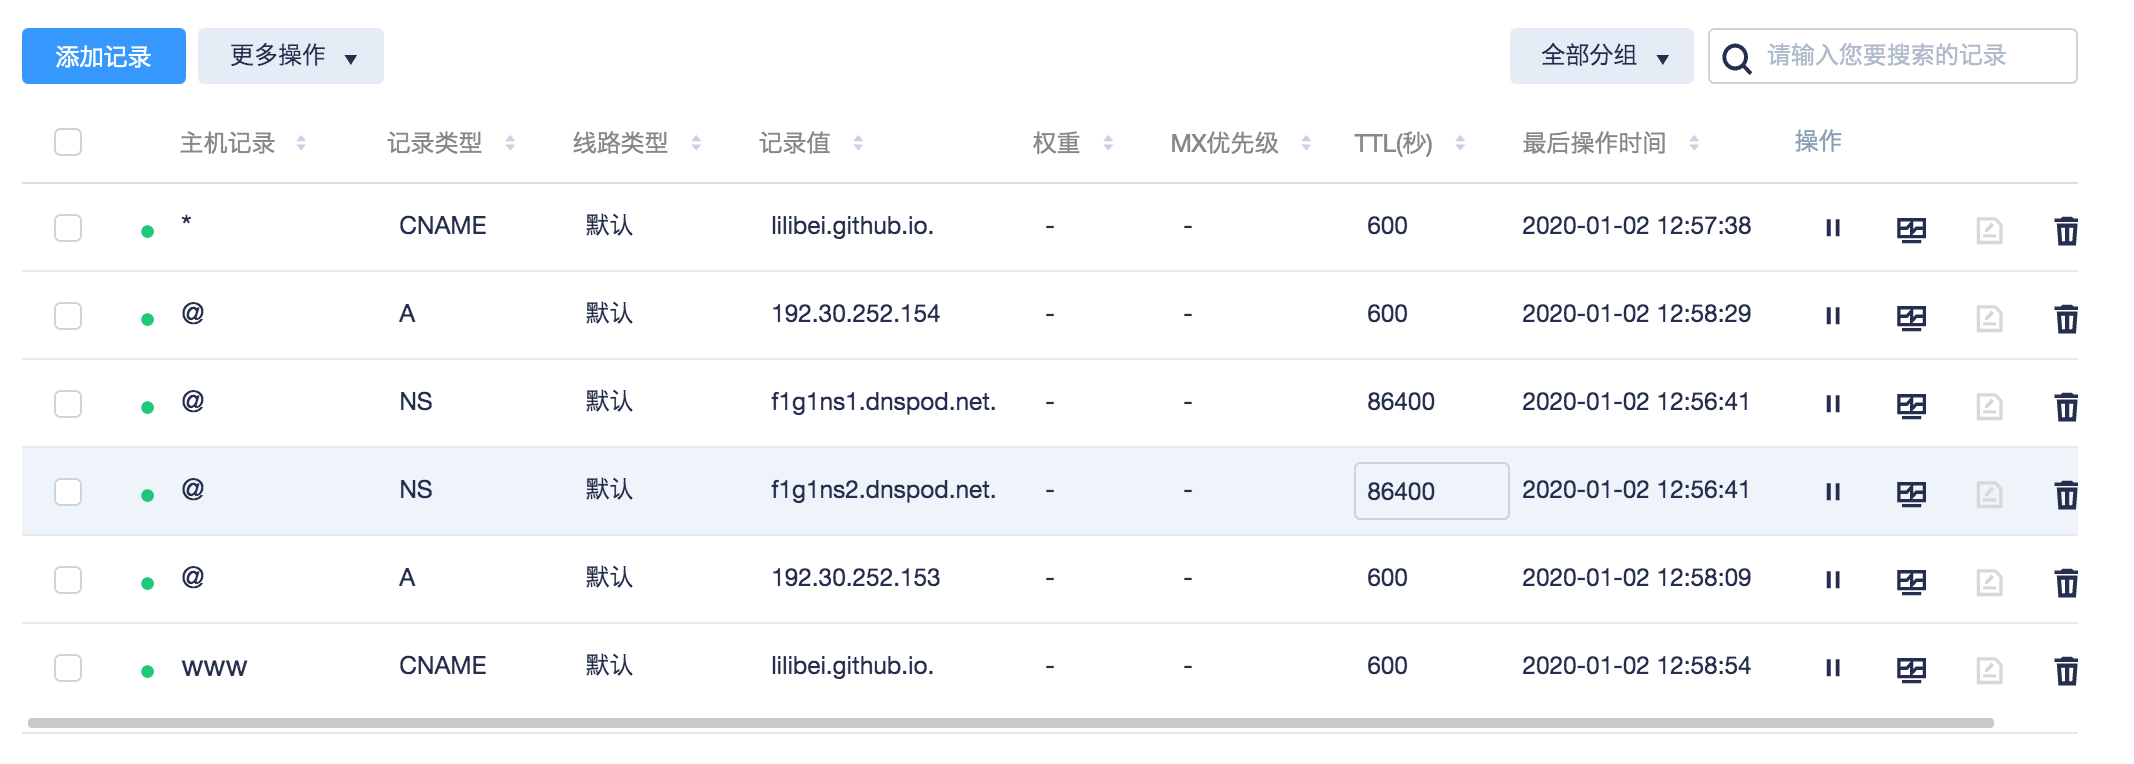 添加记录 更多操作 全部分组 请输入您要搜索的记录
主机记录 记录类型 线路类型 记录值 权重 MX优先级 TTL(秒) 最后操作时间 操作
* CNAME 默认 lilibei.github.io. - - 600 2020-01-02 12:57:38
@ A 默认 192.30.252.154 - - 600 2020-01-02 12:58:29
@ NS 默认 f1g1ns1.dnspod.net. - - 86400 2020-01-02 12:56:41
@ NS 默认 f1g1ns2.dnspod.net. - - 86400 2020-01-02 12:56:41
@ A 默认 192.30.252.153 - - 600 2020-01-02 12:58:09
www CNAME 默认 lilibei.github.io. - - 600 2020-01-02 12:58:54